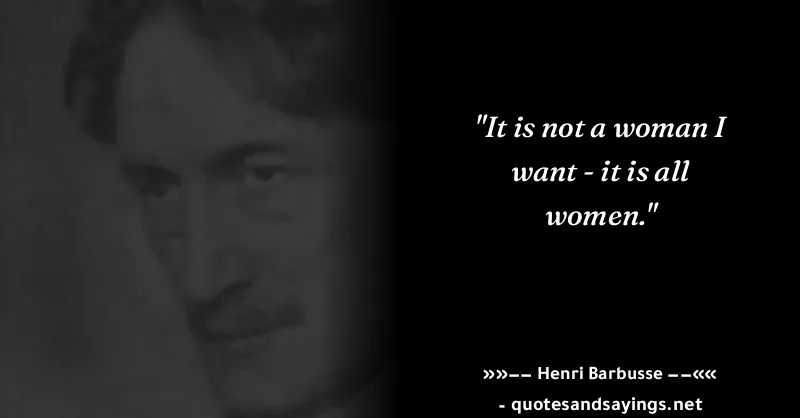 "It is not a woman I
want - it is all
women."
»»–– Henri Barbusse ––««
- quotesandsayings.net